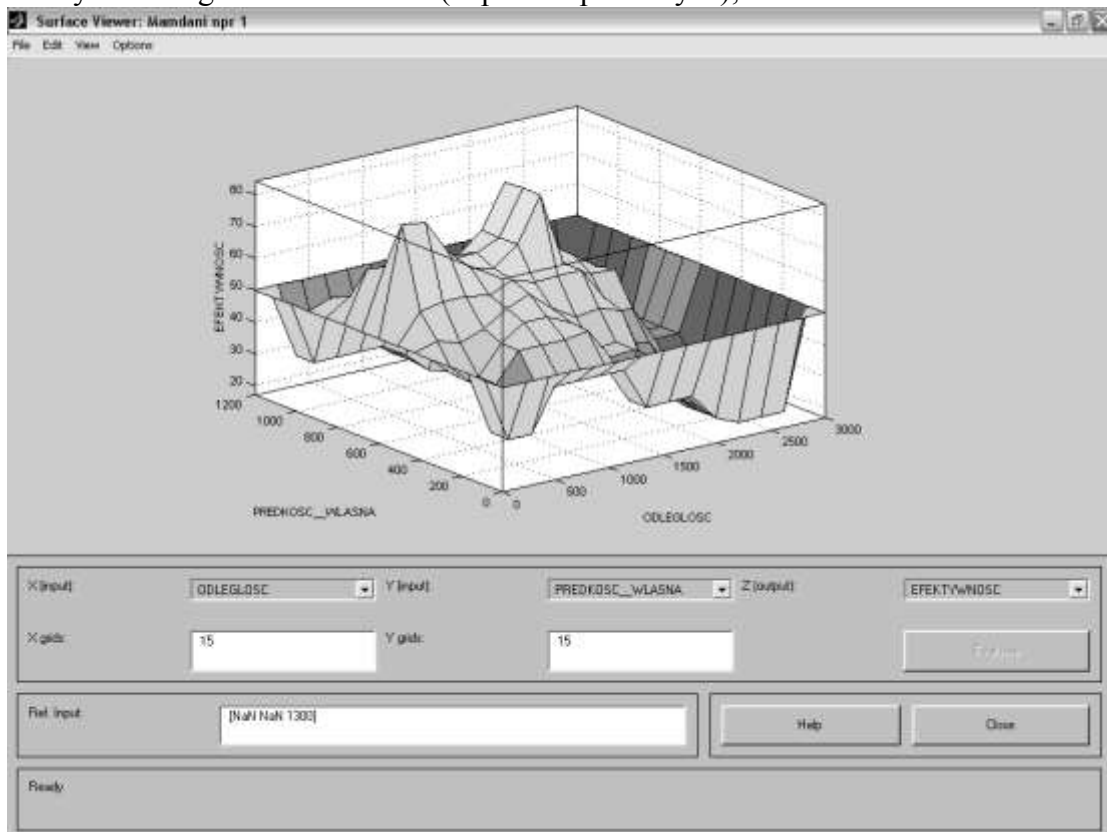 Surface Viewer: Mamdani npr 1
File Edit View Options
EFEKTYWNOSC
80
70
60
50
40
30
20
1200
1000
800
600
400
200
0
0
500
1000
1500
2000
2500
3000
PREDKOSC__WLASNA
ODLEGLOSC
X (input): ODLEGLOSC Y (input): PREDKOSC__WLASNA Z (output): EFEKTYWNOSC
X grids: 15 Y grids: 15
Ref. Input: [NaN NaN 1300] Help Close
Ready